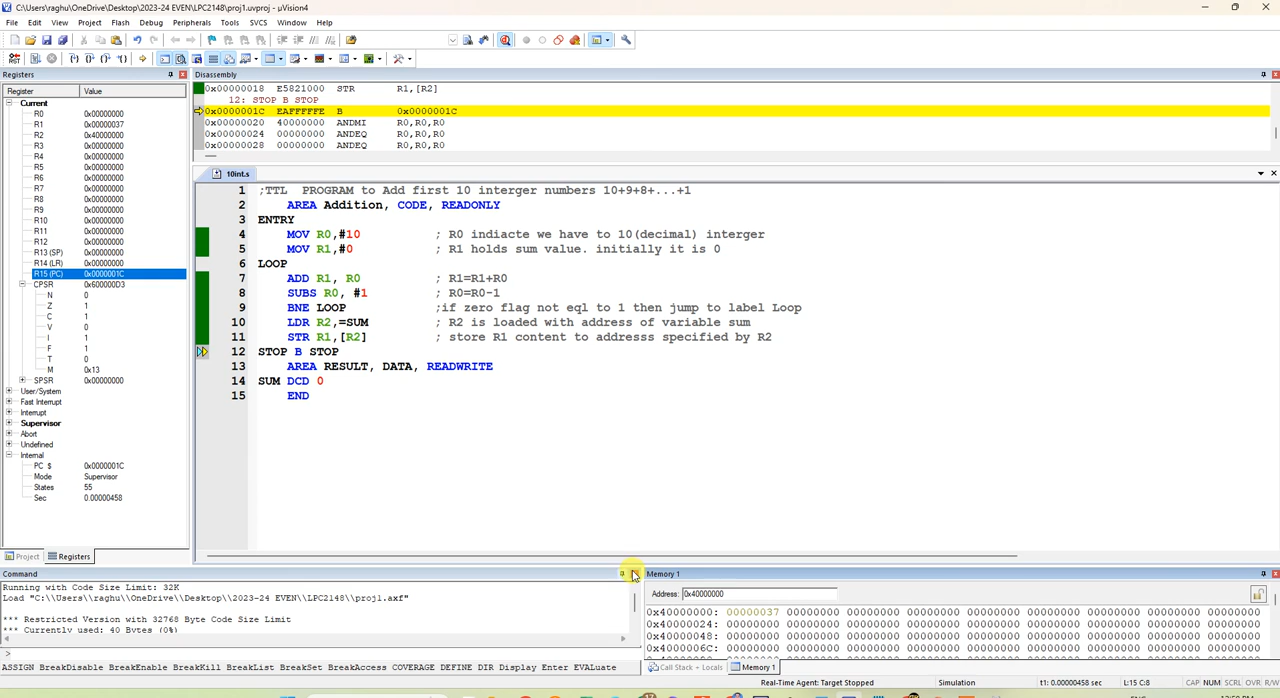 C:\Users\raghu\OneDrive\Desktop\2023-24 EVEN\LPC2148\proj1.uvproj - µVision4
File Edit View Project Flash Debug Peripherals Tools SVCS Window Help
Registers
Register Value
Current
R0 0x00000000
R1 0x00000037
R2 0x40000000
R3 0x00000000
R4 0x00000000
R5 0x00000000
R6 0x00000000
R7 0x00000000
R8 0x00000000
R9 0x00000000
R10 0x00000000
R11 0x00000000
R12 0x00000000
R13 (SP) 0x00000000
R14 (LR) 0x00000000
R15 (PC) 0x0000001C
CPSR 0x600000D3
N 0
Z 1
C 1
V 0
I 1
F 1
T 0
M 0x13
SPSR 0x00000000
User/System
Fast Interrupt
Interrupt
Supervisor
Abort
Undefined
Internal
PC $ 0x0000001C
Mode Supervisor
States 55
Sec 0.00000458
Project Registers
Disassembly
0x00000018 E5821000 STR R1,[R2]
12: STOP B STOP
0x0000001C EAFFFFFE B 0x0000001C
0x00000020 40000000 ANDMI R0,R0,R0
0x00000024 00000000 ANDEQ R0,R0,R0
0x00000028 00000000 ANDEQ R0,R0,R0
10int.s
1 ;TTL PROGRAM to Add first 10 interger numbers 10+9+8+...+1
2 AREA Addition, CODE, READONLY
3 ENTRY
4 MOV R0,#10 ; R0 indiacte we have to 10(decimal) interger
5 MOV R1,#0 ; R1 holds sum value. initially it is 0
6 LOOP
7 ADD R1, R0 ; R1=R1+R0
8 SUBS R0, #1 ; R0=R0-1
9 BNE LOOP ;if zero flag not eql to 1 then jump to label Loop
10 LDR R2,=SUM ; R2 is loaded with address of variable sum
11 STR R1,[R2] ; store R1 content to addresss specified by R2
12 STOP B STOP
13 AREA RESULT, DATA, READWRITE
14 SUM DCD 0
15 END
Command
Running with Code Size Limit: 32K
Load "C:\\Users\\raghu\\OneDrive\\Desktop\\2023-24 EVEN\\LPC2148\\proj1.axf"
*** Restricted Version with 32768 Byte Code Size Limit
*** Currently used: 40 Bytes (0%)
>
ASSIGN BreakDisable BreakEnable BreakKill BreakList BreakSet BreakAccess COVERAGE DEFINE DIR Display Enter EVALuate
Memory 1
Address: 0x40000000
0x40000000: 00000037 00000000 00000000 00000000 00000000 00000000 00000000 00000000 00000000
0x40000024: 00000000 00000000 00000000 00000000 00000000 00000000 00000000 00000000 00000000
0x40000048: 00000000 00000000 00000000 00000000 00000000 00000000 00000000 00000000 00000000
0x4000006C: 00000000 00000000 00000000 00000000 00000000 00000000 00000000 00000000 00000000
Call Stack + Locals Memory 1
Real-Time Agent: Target Stopped Simulation t1: 0.00000458 sec L:15 C:8 CAP NUM SCRL OVR R/W